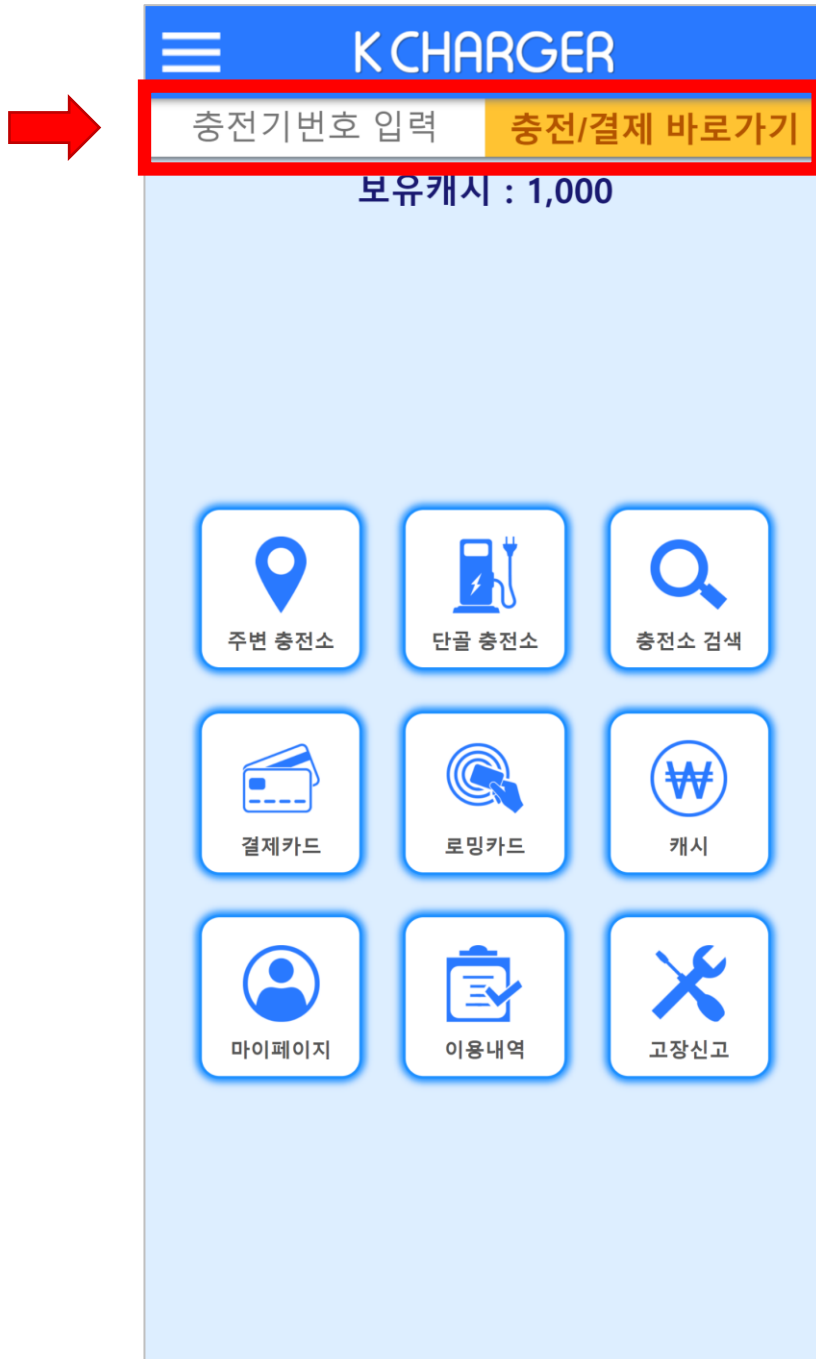 K CHARGER
충전기번호 입력 충전/결제 바로가기
보유캐시 : 1,000
주변 충전소 단골 충전소 충전소 검색
결제카드 로밍카드 캐시
마이페이지 이용내역 고장신고